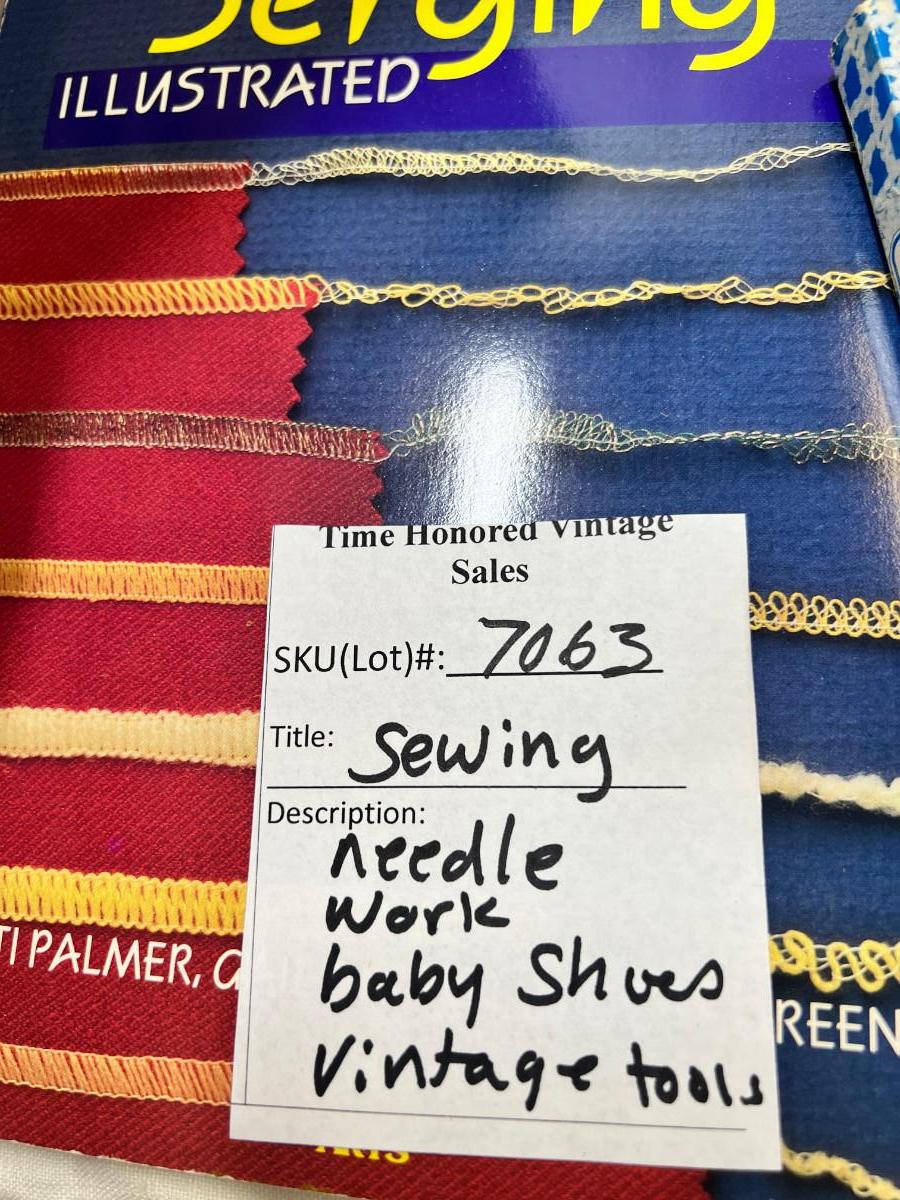 Serging
ILLUSTRATED
Time Honored Vintage
Sales
SKU(Lot)#: 7063
Title: Sewing
Description:
needle
work
baby Shoes
vintage tools
TI PALMER,
REEN
ARTS